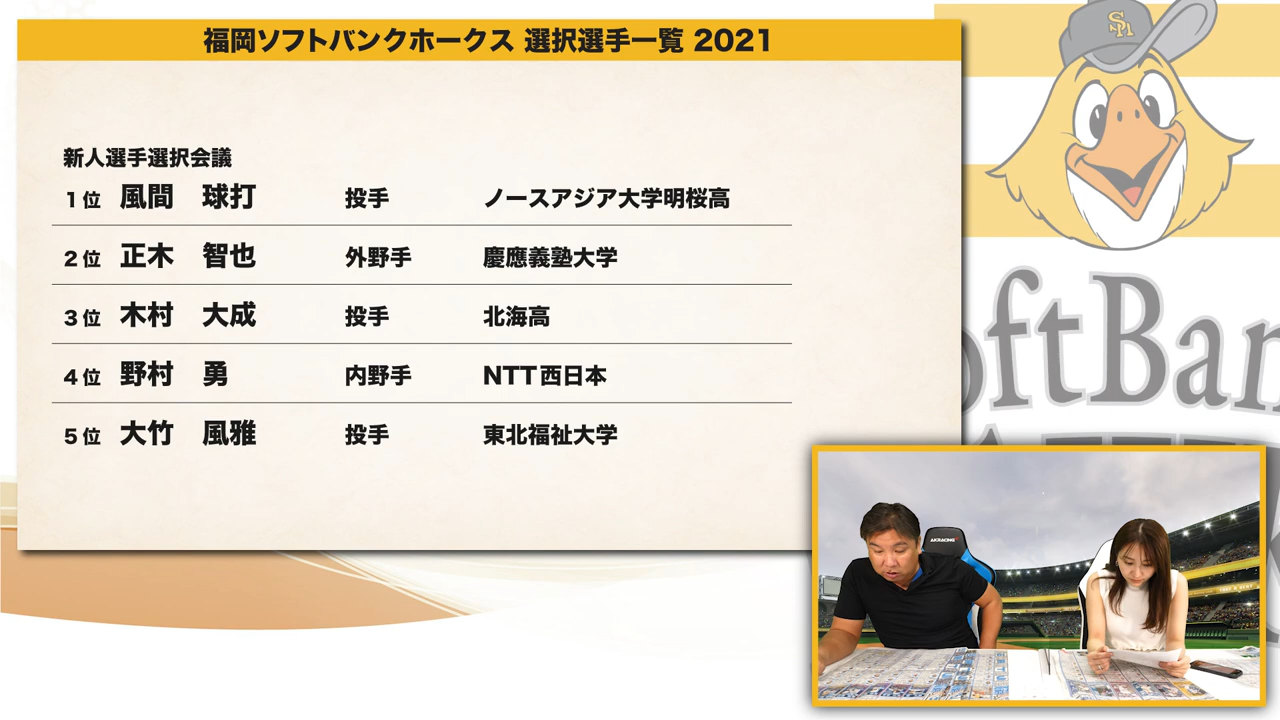 福岡ソフトバンクホークス 選択選手一覧 2021
新人選手選択会議
1位 風間 球打 投手 ノースアジア大学明桜高
2位 正木 智也 外野手 慶應義塾大学
3位 木村 大成 投手 北海高
4位 野村 勇 内野手 NTT西日本
5位 大竹 風雅 投手 東北福祉大学
SH
oftBan
AKRACING